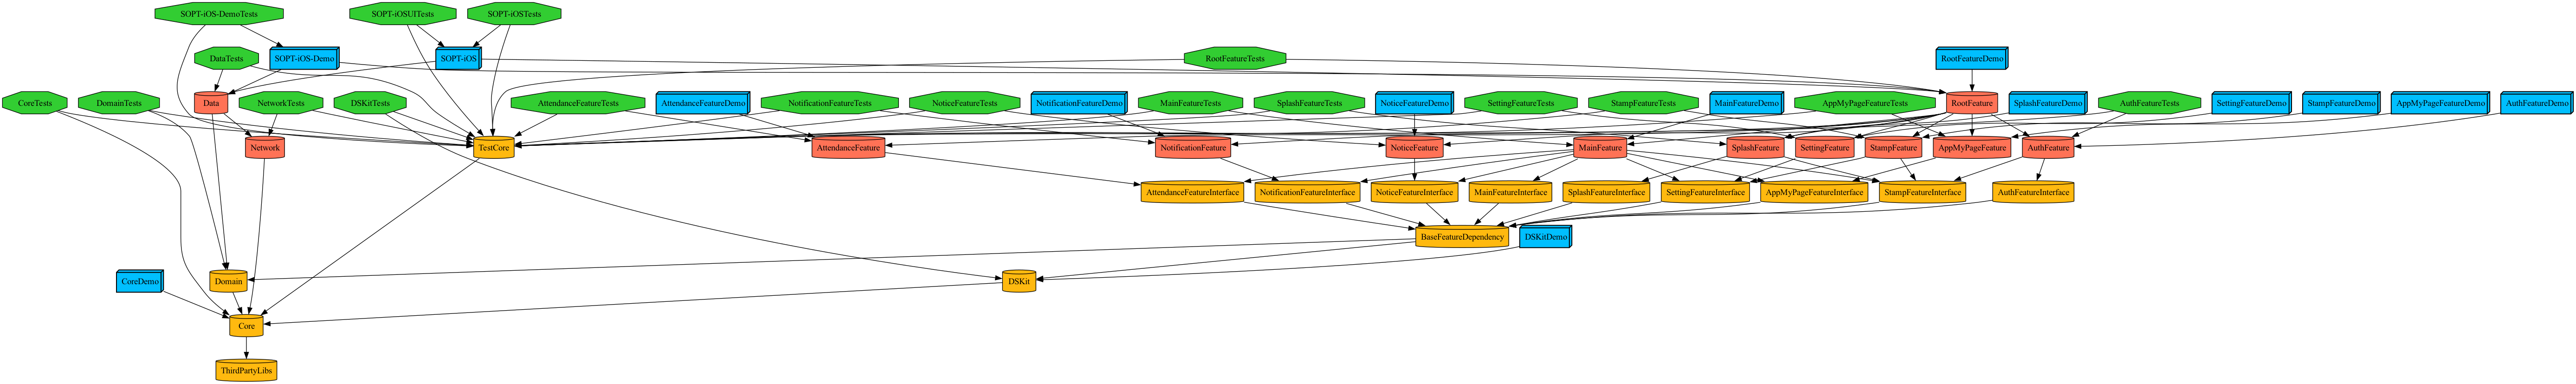 SOPT-iOS-DemoTests
SOPT-iOSUITests
SOPT-iOSTests
DataTests
SOPT-iOS-Demo
SOPT-iOS
RootFeatureTests
RootFeatureDemo
CoreTests
DomainTests
Data
NetworkTests
DSKitTests
AttendanceFeatureTests
AttendanceFeatureDemo
NotificationFeatureTests
NoticeFeatureTests
NotificationFeatureDemo
MainFeatureTests
SplashFeatureTests
NoticeFeatureDemo
SettingFeatureTests
StampFeatureTests
MainFeatureDemo
AppMyPageFeatureTests
RootFeature
SplashFeatureDemo
AuthFeatureTests
SettingFeatureDemo
StampFeatureDemo
AppMyPageFeatureDemo
AuthFeatureDemo
Network
TestCore
AttendanceFeature
NotificationFeature
NoticeFeature
MainFeature
SplashFeature
SettingFeature
StampFeature
AppMyPageFeature
AuthFeature
AttendanceFeatureInterface
NotificationFeatureInterface
NoticeFeatureInterface
MainFeatureInterface
SplashFeatureInterface
SettingFeatureInterface
AppMyPageFeatureInterface
StampFeatureInterface
AuthFeatureInterface
BaseFeatureDependency
DSKitDemo
CoreDemo
Domain
DSKit
Core
ThirdPartyLibs